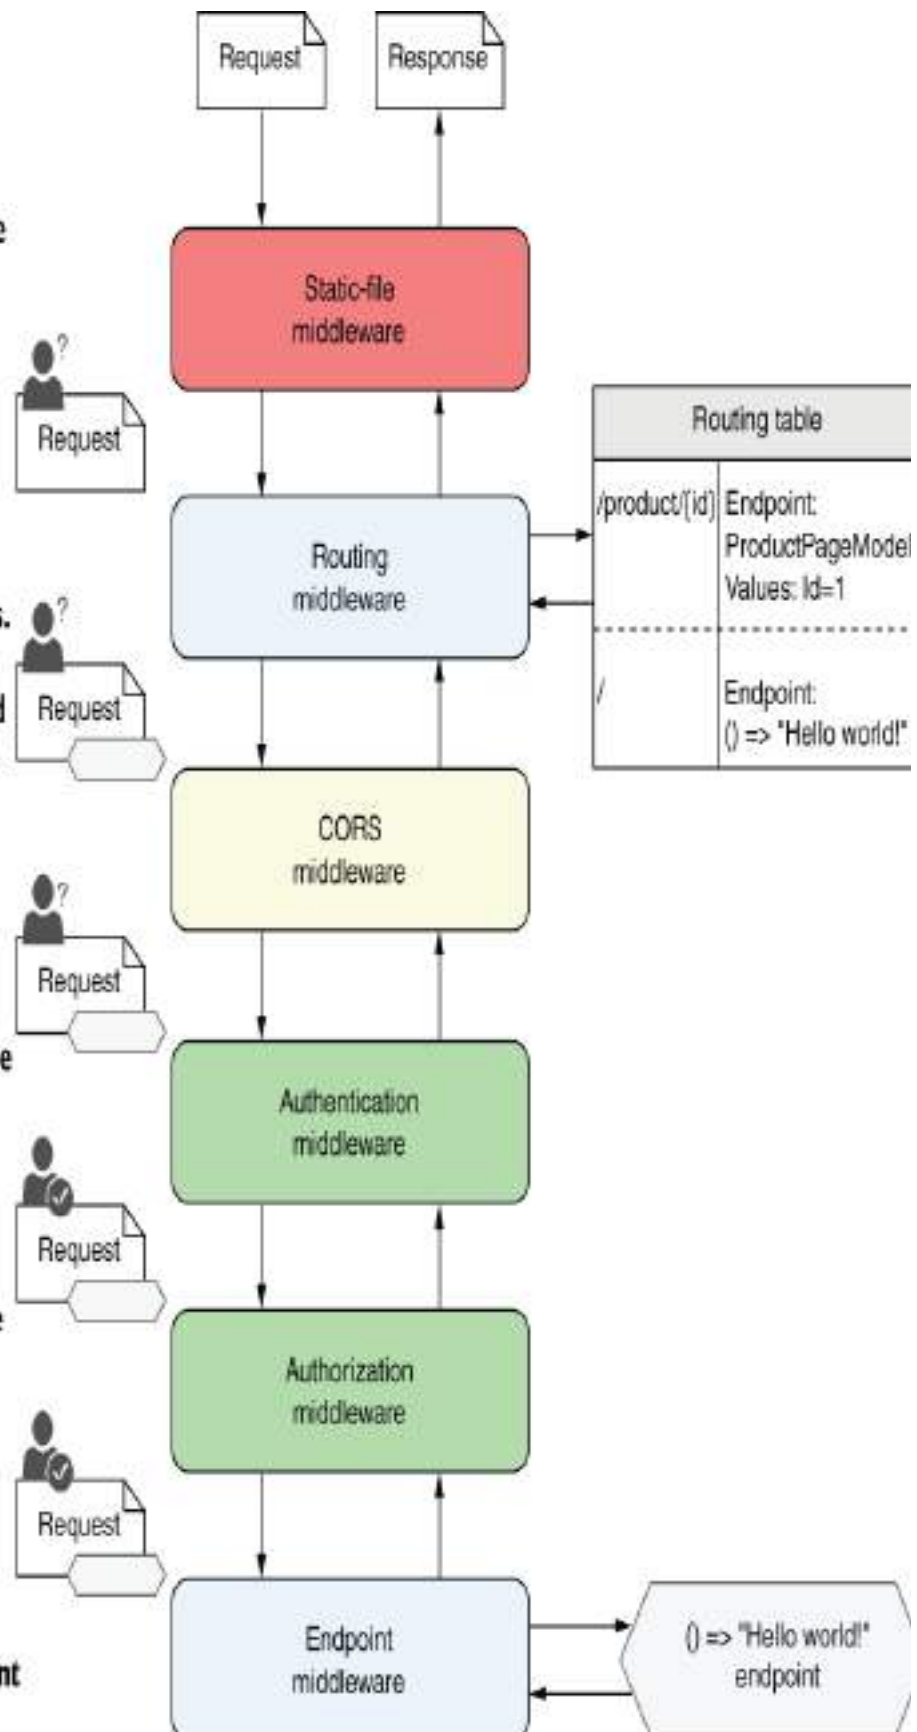 Request
Response
e
Static-file
middleware
?
Request
Routing table
/product/{id}
Endpoint:
ProductPageModel
Values: Id=1
Routing
middleware
s.
?
d
Request
/
Endpoint:
() => "Hello world!"
CORS
middleware
?
Request
e
Authentication
middleware
Request
e
Authorization
middleware
Request
Endpoint
middleware
nt
() => "Hello world!"
endpoint